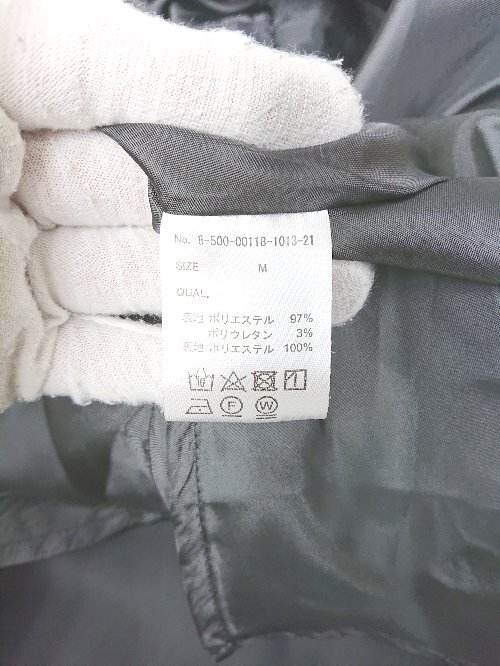 No. 8-500-00118-1013-21
SIZE M
QUAL.
表地 ポリエステル 97%
ポリウレタン 3%
表地 ポリエステル 100%
F W